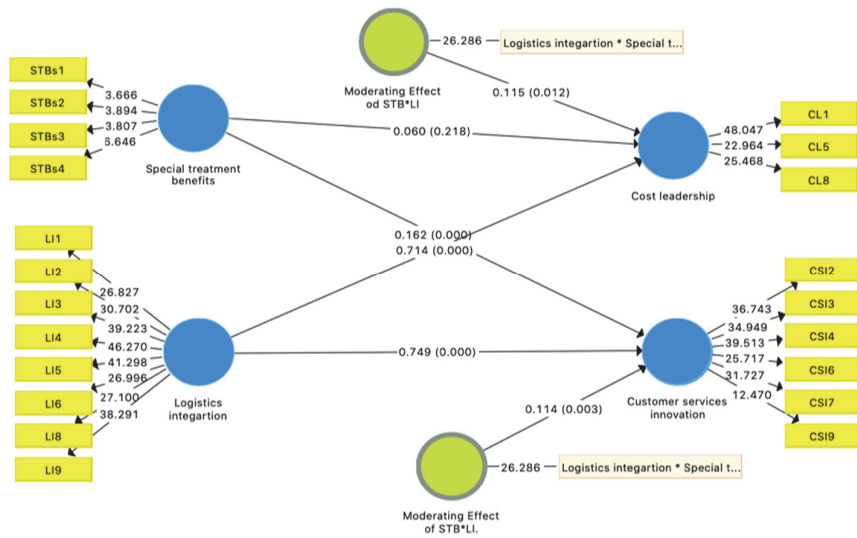 26.286
Logistics integartion * Special t...
Moderating Effect
od STB*LI
STBs1
STBs2
STBs3
STBs4
3.666
3.894
3.807
6.646
Special treatment
benefits
0.115 (0.012)
0.060 (0.218)
Cost leadership
48.047
22.964
25.468
CL1
CL5
CL8
0.162 (0.000)
0.714 (0.000)
LI1
LI2
LI3
LI4
LI5
LI6
LI8
LI9
26.827
30.702
39.223
46.270
41.298
26.996
27.100
38.291
Logistics
integartion
0.749 (0.000)
Customer services
innovation
36.743
34.949
39.513
25.717
31.727
12.470
CSI2
CSI3
CSI4
CSI6
CSI7
CSI9
0.114 (0.003)
26.286
Logistics integartion * Special t...
Moderating Effect
of STB*LI.